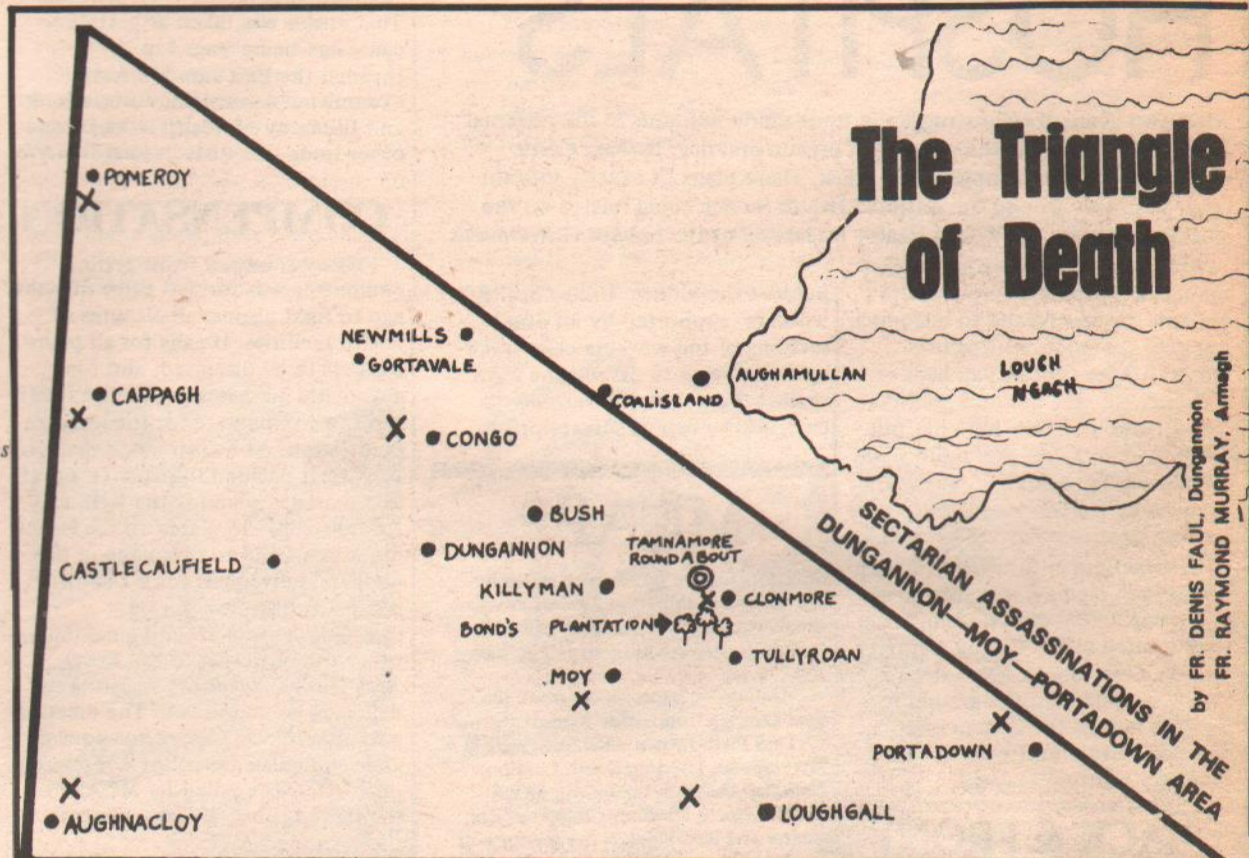 The Triangle
of Death
POMEROY
NEWMILLS
GORTAVALE
AUGHAMULLAN
LOUGH
NEAGH
CAPPAGH
COALISLAND
CONGO
BUSH
TAMNAMORE
ROUNDABOUT
DUNGANNON
CASTLECAUFIELD
KILLYMAN
CLONMORE
BOND'S PLANTATION
TULLYROAN
MOY
PORTADOWN
AUGHNACLOY
LOUGHGALL
SECTARIAN ASSASSINATIONS IN THE
DUNGANNON—MOY—PORTADOWN AREA
by FR. DENIS FAUL, Dungannon
FR. RAYMOND MURRAY, Armagh
s